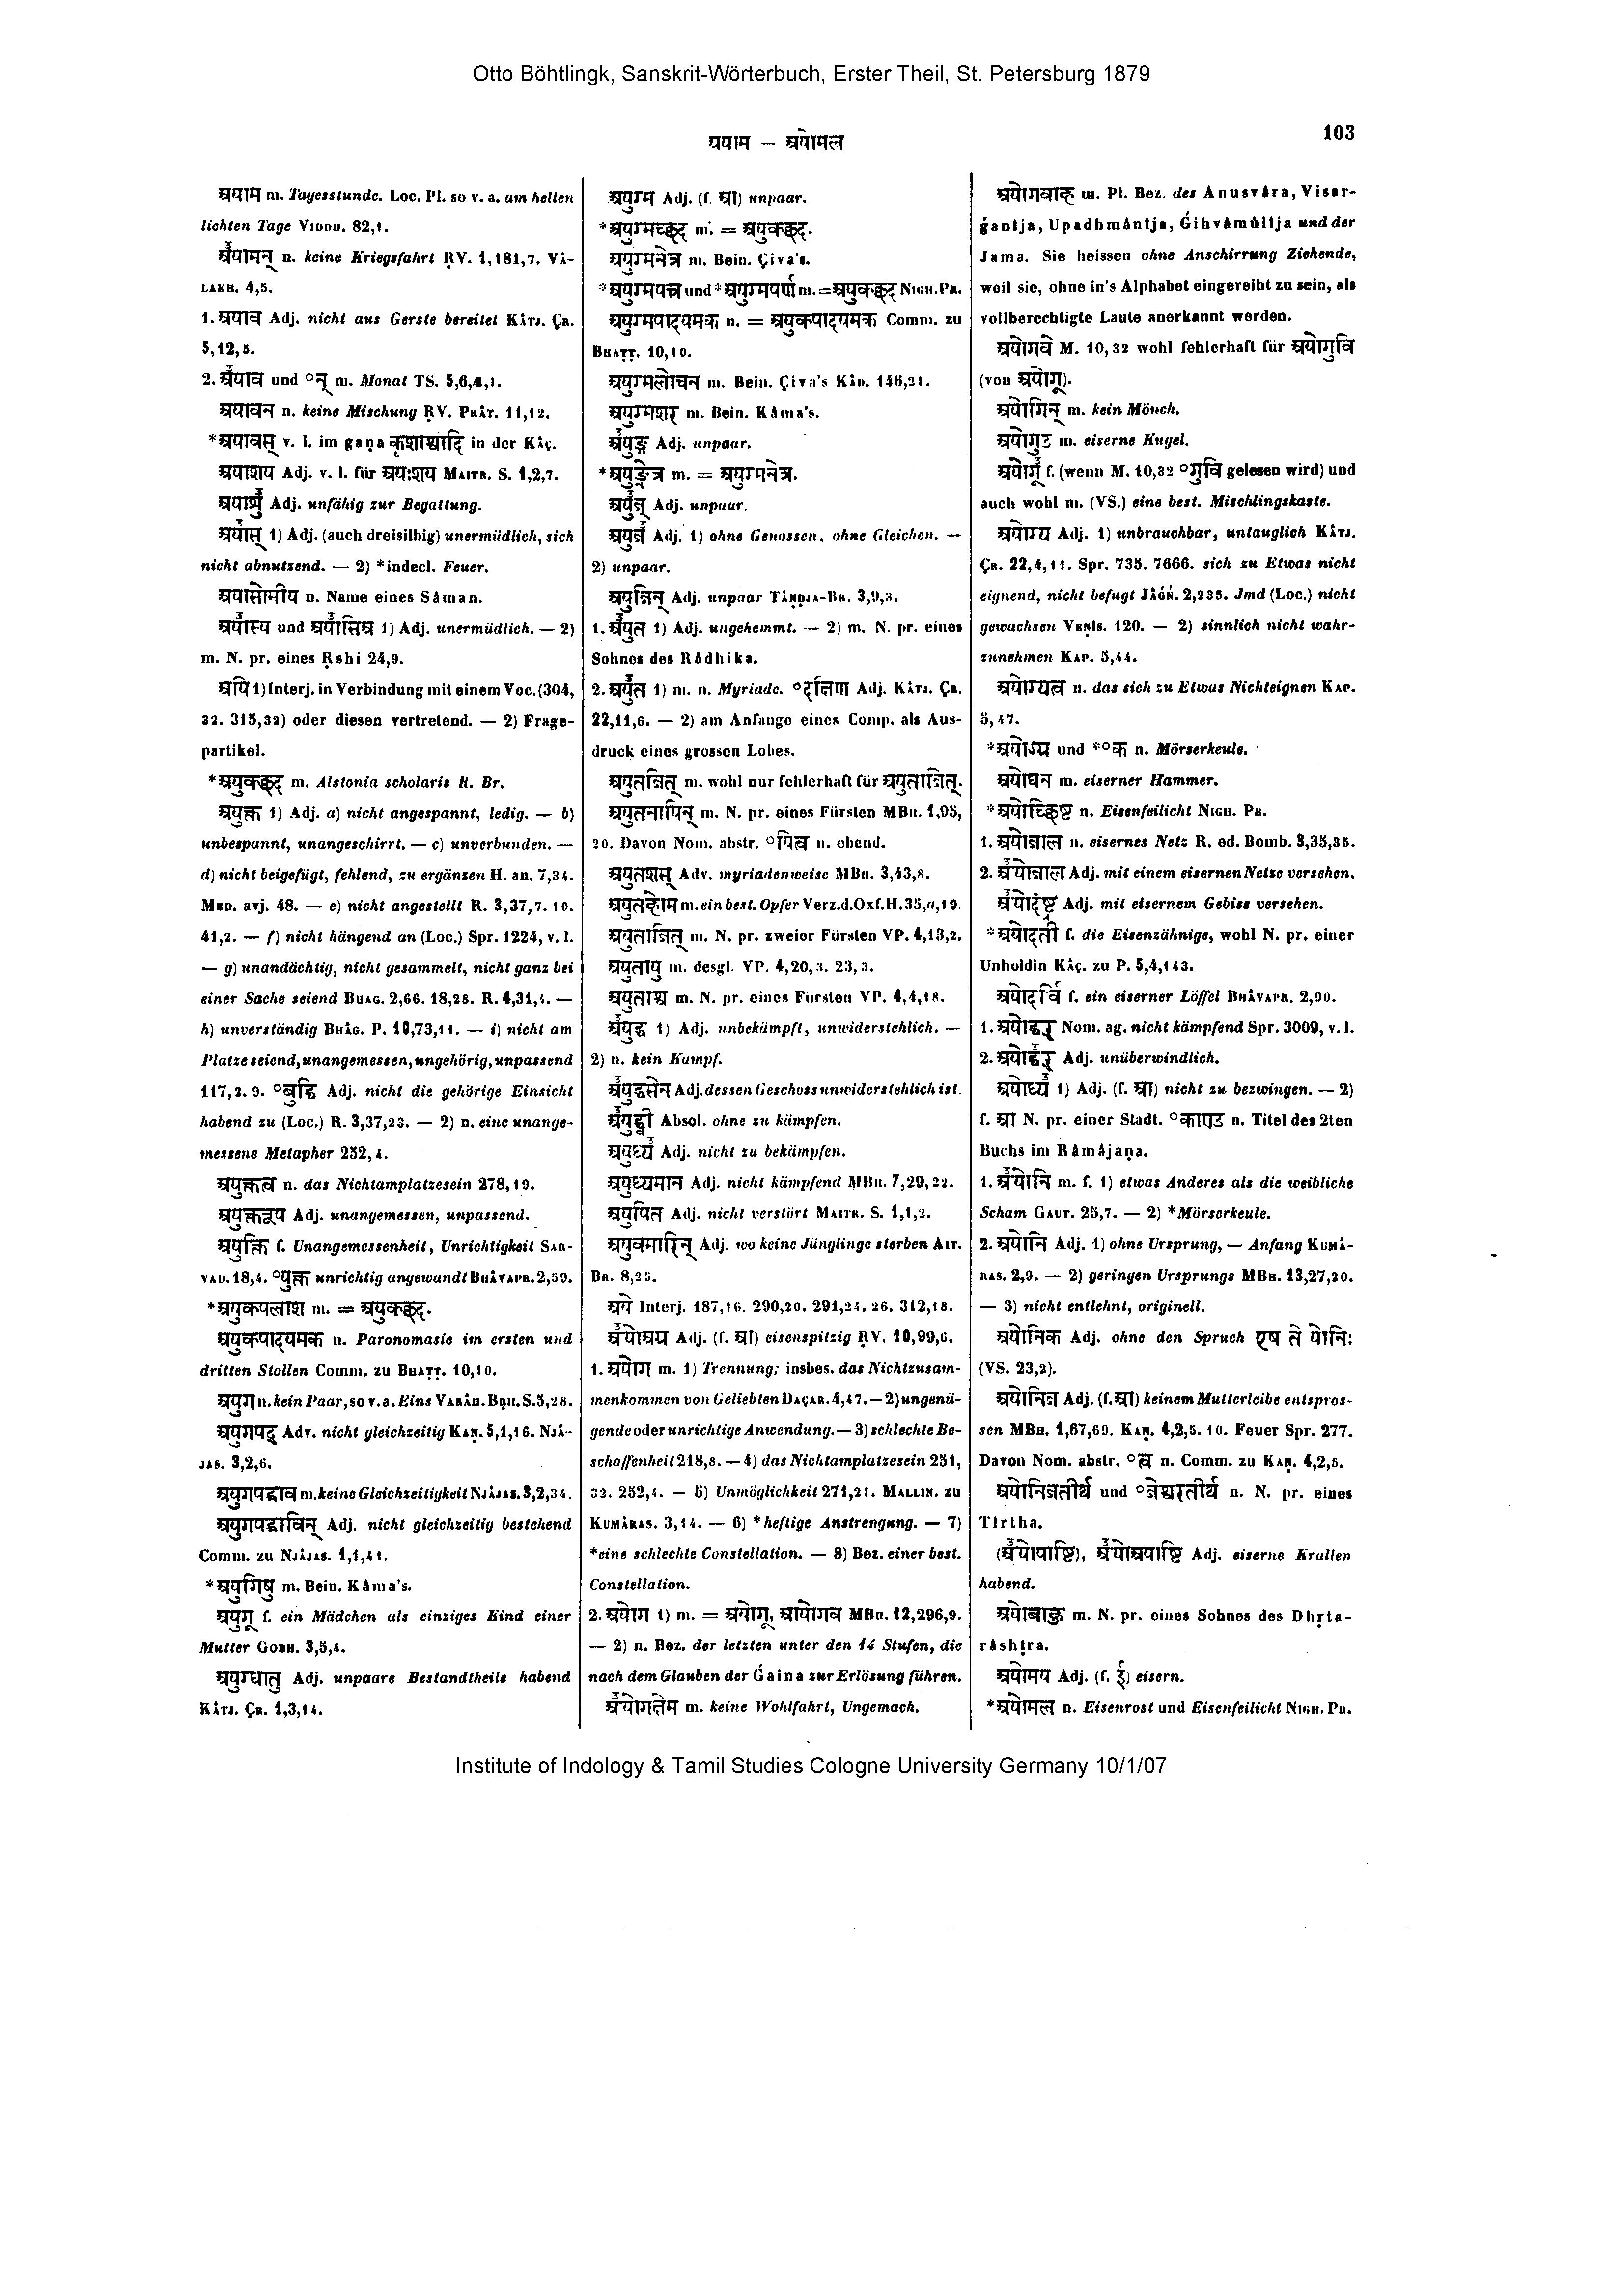 Otto Böhtlingk, Sanskrit-Wörterbuch, Erster Theil, St. Petersburg 1879
अयाम — अयोमल
103
अयाम m. Tagesstunde. Loc. Pl. so v. a. am hellen
lichten Tage VIDDH. 82,1.
अ॑यामन् n. keine Kriegsfahrt ṚV. 1,181,7. VÂ-
LAKH. 4,5.
1. अयाव Adj. nicht aus Gerste bereitet KÂTJ. ÇR.
5,12,5.
2. अ॑याव und °न् m. Monat TS. 5,6,4,1.
अयावन n. keine Mischung ṚV. PRÂT. 11,12.
*अयावस् v. l. im gaṇa कृशाश्वादि in der KÂÇ.
अयाशय Adj. v. l. für अयःशय MAITR. S. 1,2,7.
अयाशु॑ Adj. unfähig zur Begattung.
अया॑स् 1) Adj. (auch dreisilbig) unermüdlich, sich
nicht abnutzend. — 2) *indecl. Feuer.
अयासोमीय n. Name eines Sâman.
अया॑स्य und अया॑सिअ 1) Adj. unermüdlich. — 2)
m. N. pr. eines Ṛshi 24,9.
अयि 1) Interj. in Verbindung mit einem Voc. (304,
32. 315,32) oder diesen vertretend. — 2) Frage-
partikel.
*अयुक्छद m. Alstonia scholaris R. Br.
अयुक्त 1) Adj. a) nicht angespannt, ledig. — b)
unbespannt, unangeschirrt. — c) unverbunden. —
d) nicht beigefügt, fehlend, zu ergänzen H. an. 7,34.
MED. avj. 48. — e) nicht angestellt R. 3,37,7. 10.
41,2. — f) nicht hängend an (Loc.) Spr. 1224, v. l.
— g) unandächtig, nicht gesammelt, nicht ganz bei
einer Sache seiend BHAG. 2,66. 18,28. R. 4,31,4. —
h) unverständig BHÂG. P. 10,73,11. — i) nicht am
Platze seiend, unangemessen, ungehörig, unpassend
117,2. 9. °बुद्धि Adj. nicht die gehörige Einsicht
habend zu (Loc.) R. 3,37,23. — 2) n. eine unange-
messene Metapher 252,4.
अयुक्तत्व n. das Nichtamplatzesein 278,19.
अयुक्तरूप Adj. unangemessen, unpassend.
अयुक्ति f. Unangemessenheit, Unrichtigkeit SAR-
VAD. 18,4. °युक्त unrichtig angewandt BHÂVAPR. 2,59.
*अयुक्पलाश m. = अयुक्छद.
अयुक्पादयमक n. Paronomasie im ersten und
dritten Stollen Comm. zu BHAṬṬ. 10,10.
अयुग n. kein Paar, so v. a. Eins VARÂH. BṚH. S. 5,28.
अयुगपद् Adv. nicht gleichzeitig KAṆ. 5,1,16. NJÂ-
JAS. 3,2,6.
अयुगपद्भाव m. keine Gleichzeitigkeit NJÂJAS. 3,2,34.
अयुगपद्भाविन् Adj. nicht gleichzeitig bestehend
Comm. zu NJÂJAS. 1,1,41.
*अयुगिषु m. Bein. Kâma's.
अयुगू f. ein Mädchen als einziges Kind einer
Mutter GOBH. 3,5,4.
अयुग्धातु Adj. unpaare Bestandtheile habend
KÂTJ. ÇR. 1,3,14.
अयुग्म Adj. (f. आ) unpaar.
*अयुग्मच्छद m. = अयुक्छद.
अयुग्मनेत्र m. Bein. Çiva's.
*अयुग्मपत्त्र und *अयुग्मपर्ण m. = अयुक्छद NIGH. PR.
अयुग्मपादयमक n. = अयुक्पादयमक Comm. zu
BHAṬṬ. 10,10.
अयुग्मलोचन m. Bein. Çiva's KÂD. 146,21.
अयुग्मशर m. Bein. Kâma's.
अ॑युङ्ग Adj. unpaar.
*अयुङ्नेत्र m. = अयुग्मनेत्र.
अयु॑ज् Adj. unpaar.
अयुज॑ Adj. 1) ohne Genossen, ohne Gleichen. —
2) unpaar.
अयुजिन् Adj. unpaar TÂṆḌJA-BR. 3,9,3.
1. अ॑युत 1) Adj. ungehemmt. — 2) m. N. pr. eines
Sohnes des Râdhika.
2. अयु॑त 1) m. n. Myriade. °दक्षिण Adj. KÂTJ. ÇR.
22,11,6. — 2) am Anfange eines Comp. als Aus-
druck eines grossen Lobes.
अयुतजित् m. wohl nur fehlerhaft für अयुताजित्.
अयुतनायिन् m. N. pr. eines Fürsten MBH. 1,95,
20. Davon Nom. abstr. °यित्व n. ebend.
अयुतशस् Adv. myriadenweise MBH. 3,43,8.
अयुतहोम m. ein best. Opfer Verz. d. Oxf. H. 35,a,19.
अयुताजित् m. N. pr. zweier Fürsten VP. 4,13,2.
अयुतायु m. desgl. VP. 4,20,3. 23,3.
अयुताश्व m. N. pr. eines Fürsten VP. 4,4,18.
अ॑युद्ध 1) Adj. unbekämpft, unwiderstehlich. —
2) n. kein Kampf.
अ॑युद्धसेन Adj. dessen Geschoss unwiderstehlich ist.
अ॑युद्ध्वी Absol. ohne zu kämpfen.
अयुध्य॑ Adj. nicht zu bekämpfen.
अयुध्यमान Adj. nicht kämpfend MBH. 7,29,22.
अयुपित Adj. nicht verstört MAITR. S. 1,1,2.
अयुवमारिन् Adj. wo keine Jünglinge sterben AIT.
BR. 8,25.
अये Interj. 187,16. 290,20. 291,24. 26. 312,18.
अ॑योअग्र Adj. (f. आ) eisenspitzig ṚV. 10,99,6.
1. अयोग m. 1) Trennung; insbes. das Nichtzusam-
menkommen von Geliebten DAÇAR. 4,47. — 2) ungenü-
gende oder unrichtige Anwendung. — 3) schlechte Be-
schaffenheit 218,8. — 4) das Nichtamplatzesein 251,
32. 252,4. — 5) Unmöglichkeit 271,21. MALLIN. zu
KUMÂRAS. 3,14. — 6) *heftige Anstrengung. — 7)
*eine schlechte Constellation. — 8) Bez. einer best.
Constellation.
2. अयोग 1) m. = अयोगू, आयोगव MBH. 12,296,9.
— 2) n. Bez. der letzten unter den 14 Stufen, die
nach dem Glauben der Ǵaina zur Erlösung führen.
अ॑योगक्षेम m. keine Wohlfahrt, Ungemach.
अयोगवाह m. Pl. Bez. des Anusvâra, Visar-
ǵanîja, Upadhmânîja, Ǵihvâmûlîja und der
Jama. Sie heissen ohne Anschirrung Ziehende,
weil sie, ohne in's Alphabet eingereiht zu sein, als
vollberechtigte Laute anerkannt werden.
अयोगवे M. 10,32 wohl fehlerhaft für अयोगुवि
(von अयोगू).
अयोगिन् m. kein Mönch.
अयोगुड m. eiserne Kugel.
अयोगू॑ f. (wenn M. 10,32 °गुवि gelesen wird) und
auch wohl m. (VS.) eine best. Mischlingskaste.
अयोग्य Adj. 1) unbrauchbar, untauglich KÂTJ.
ÇR. 22,4,11. Spr. 735. 7666. sich zu Etwas nicht
eignend, nicht befugt JÂǴÑ. 2,235. Jmd (Loc.) nicht
gewachsen VEṆÎS. 120. — 2) sinnlich nicht wahr-
zunehmen KAP. 5,44.
अयोग्यत्व n. das sich zu Etwas Nichteignen KAP.
5,47.
*अयोऽग्र und *°क n. Mörserkeule.
अयोघन m. eiserner Hammer.
*अयोच्छिष्ट n. Eisenfeilicht NIGH. PR.
1. अयोजाल n. eisernes Netz R. ed. Bomb. 3,35,35.
2. अ॑योजाल Adj. mit einem eisernen Netze versehen.
अ॑योदंष्ट्र Adj. mit eisernem Gebiss versehen.
*अयोदती f. die Eisenzähnige, wohl N. pr. einer
Unholdin KÂÇ. zu P. 5,4,143.
अयोदर्वि f. ein eiserner Löffel BHÂVAPR. 2,90.
1. अयोद्धर् Nom. ag. nicht kämpfend Spr. 3009, v. l.
2. अयोद्ध॑र् Adj. unüberwindlich.
अयोध्य॑ 1) Adj. (f. आ) nicht zu bezwingen. — 2)
f. आ N. pr. einer Stadt. °काण्ड n. Titel des 2ten
Buchs im Râmâjaṇa.
1. अ॑योनि m. f. 1) etwas Anderes als die weibliche
Scham GAUT. 25,7. — 2) *Mörserkeule.
2. अयोनि Adj. 1) ohne Ursprung, — Anfang KUMÂ-
RAS. 2,9. — 2) geringen Ursprungs MBH. 13,27,20.
— 3) nicht entlehnt, originell.
अयोनिक Adj. ohne den Spruch एष ते योनिः
(VS. 23,2).
अयोनिज Adj. (f. आ) keinem Mutterleibe entspros-
sen MBH. 1,67,69. KAṆ. 4,2,5. 10. Feuer Spr. 277.
Davon Nom. abstr. °त्व n. Comm. zu KAṆ. 4,2,5.
अयोनिजतीर्थ und °जेश्वरतीर्थ n. N. pr. eines
Tîrtha.
(अ॑योपाष्टि), अ॑योअपाष्टि Adj. eiserne Krallen
habend.
अयोबाहु m. N. pr. eines Sohnes des Dhṛta-
râshṭra.
अयोमय Adj. (f. ई) eisern.
*अयोमल n. Eisenrost und Eisenfeilicht NIGH. PR.
Institute of Indology & Tamil Studies Cologne University Germany 10/1/07